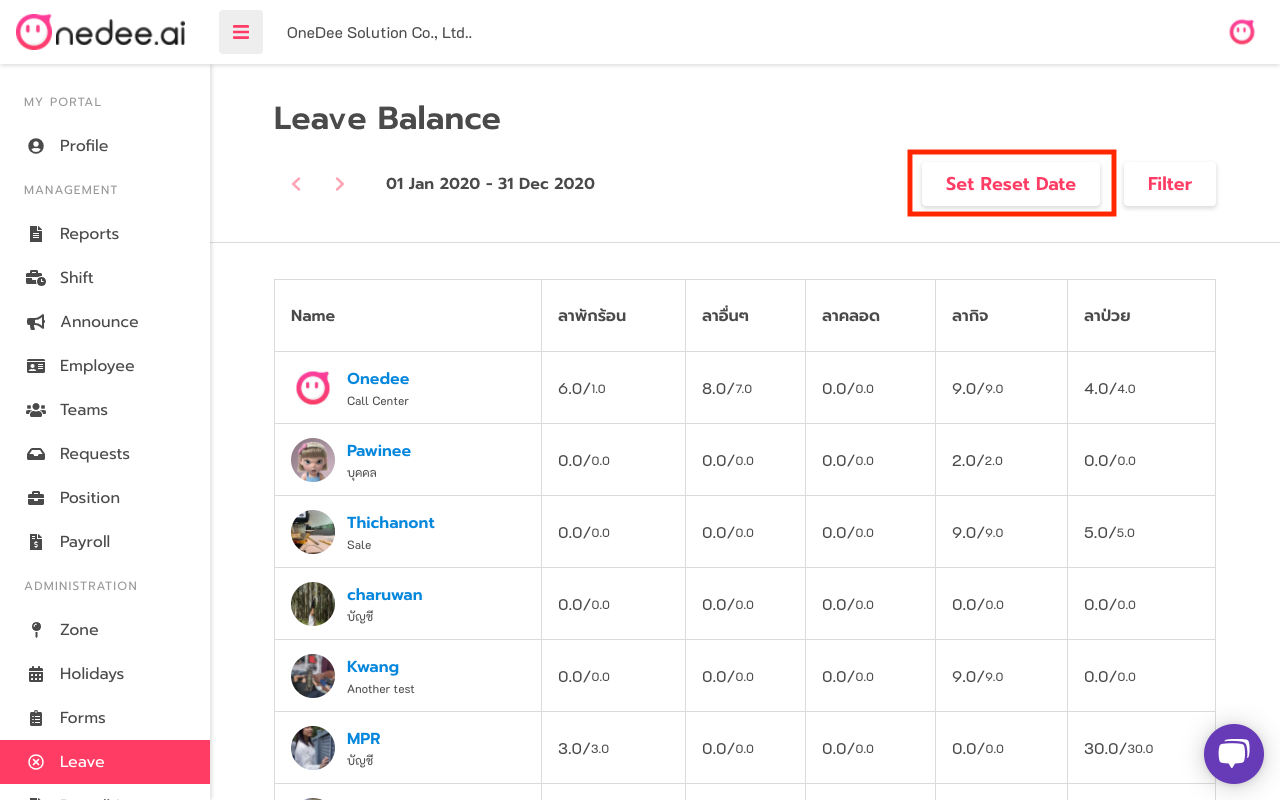 Onedee.ai
OneDee Solution Co., Ltd..
MY PORTAL
Profile
MANAGEMENT
Reports
Shift
Announce
Employee
Teams
Requests
Position
Payroll
ADMINISTRATION
Zone
Holidays
Forms
Leave
Leave Balance
01 Jan 2020 - 31 Dec 2020
Set Reset Date
Filter
Name ลาพักร้อน ลาอื่นๆ ลาคลอด ลากิจ ลาป่วย
Onedee
Call Center
6.0/1.0 8.0/7.0 0.0/0.0 9.0/9.0 4.0/4.0
Pawinee
บุคคล
0.0/0.0 0.0/0.0 0.0/0.0 2.0/2.0 0.0/0.0
Thichanont
Sale
0.0/0.0 0.0/0.0 0.0/0.0 9.0/9.0 5.0/5.0
charuwan
บัญชี
0.0/0.0 0.0/0.0 0.0/0.0 0.0/0.0 0.0/0.0
Kwang
Another test
0.0/0.0 0.0/0.0 0.0/0.0 9.0/9.0 0.0/0.0
MPR
บัญชี
3.0/3.0 0.0/0.0 0.0/0.0 0.0/0.0 30.0/30.0